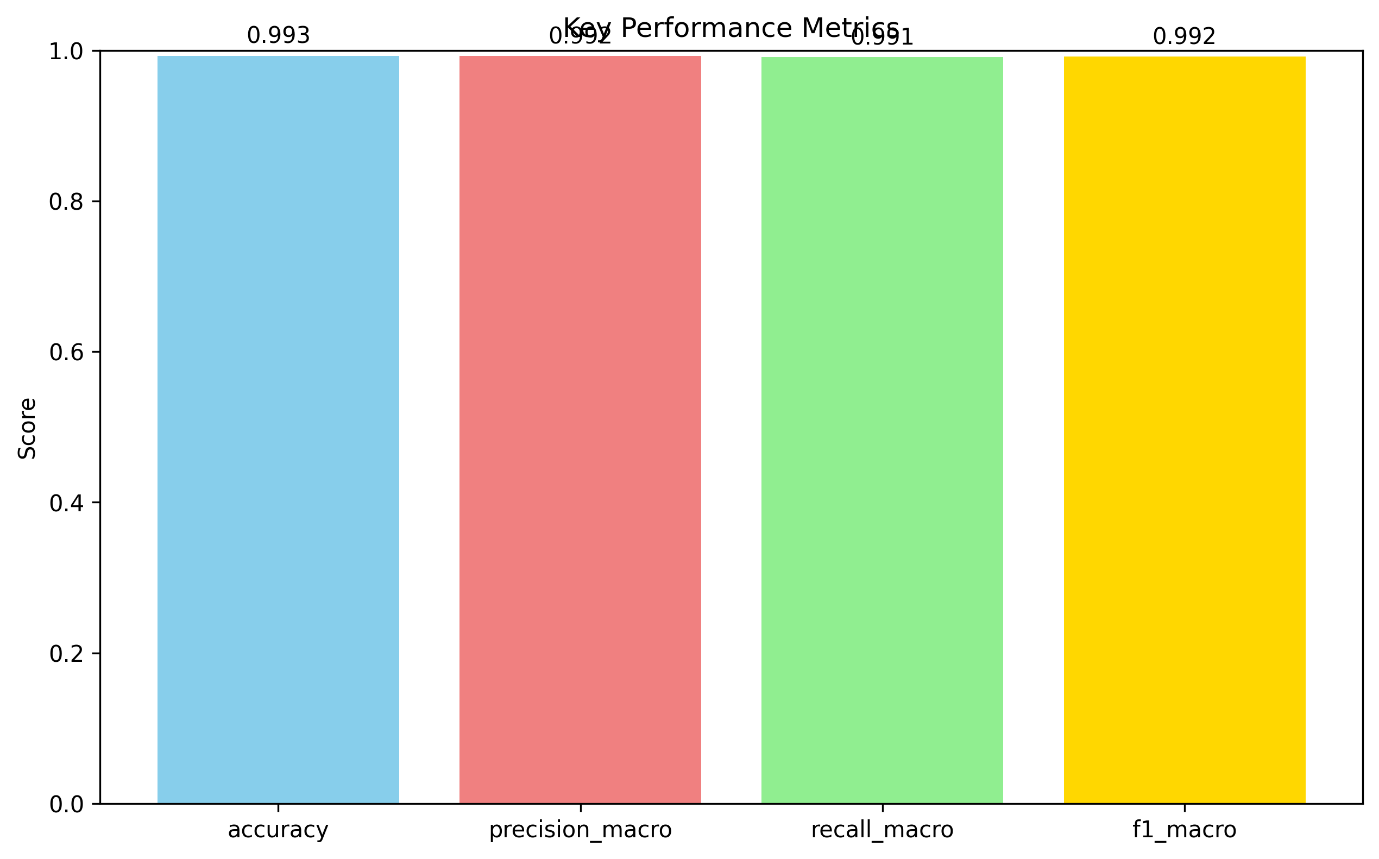 Key Performance Metrics
0.993
0.992
0.991
0.992
1.0
0.8
0.6
0.4
0.2
0.0
Score
accuracy
precision_macro
recall_macro
f1_macro